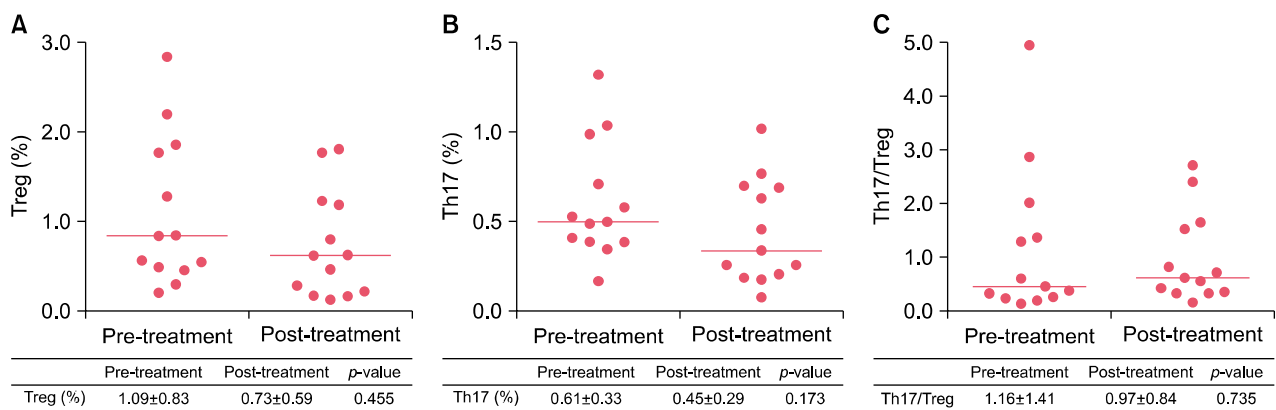 A
3.0
2.0
1.0
0.0
Treg (%)
Pre-treatment Post-treatment
Pre-treatment Post-treatment p-value
Treg (%) 1.09±0.83 0.73±0.59 0.455
B
1.5
1.0
0.5
0.0
Th17 (%)
Pre-treatment Post-treatment
Pre-treatment Post-treatment p-value
Th17 (%) 0.61±0.33 0.45±0.29 0.173
C
5.0
4.0
3.0
2.0
1.0
0.0
Th17/Treg
Pre-treatment Post-treatment
Pre-treatment Post-treatment p-value
Th17/Treg 1.16±1.41 0.97±0.84 0.735